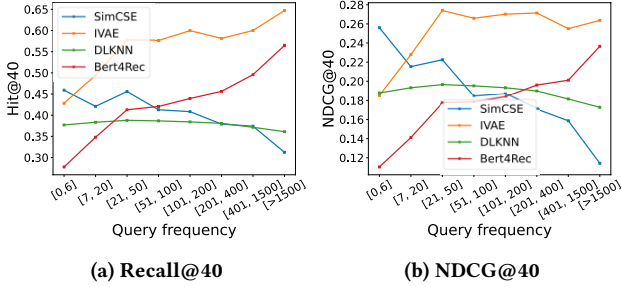 0.65
0.60
0.55
0.50
0.45
0.40
0.35
0.30
Hit@40
SimCSE
IVAE
DLKNN
Bert4Rec
[0,6]
[7, 20]
[21, 50]
[51, 100]
[101, 200]
[201, 400]
[401, 1500]
[>1500]
Query frequency
(a) Recall@40
0.28
0.26
0.24
0.22
0.20
0.18
0.16
0.14
0.12
NDCG@40
SimCSE
IVAE
DLKNN
Bert4Rec
[0,6]
[7, 20]
[21, 50]
[51, 100]
[101, 200]
[201, 400]
[401, 1500]
[>1500]
Query frequency
(b) NDCG@40